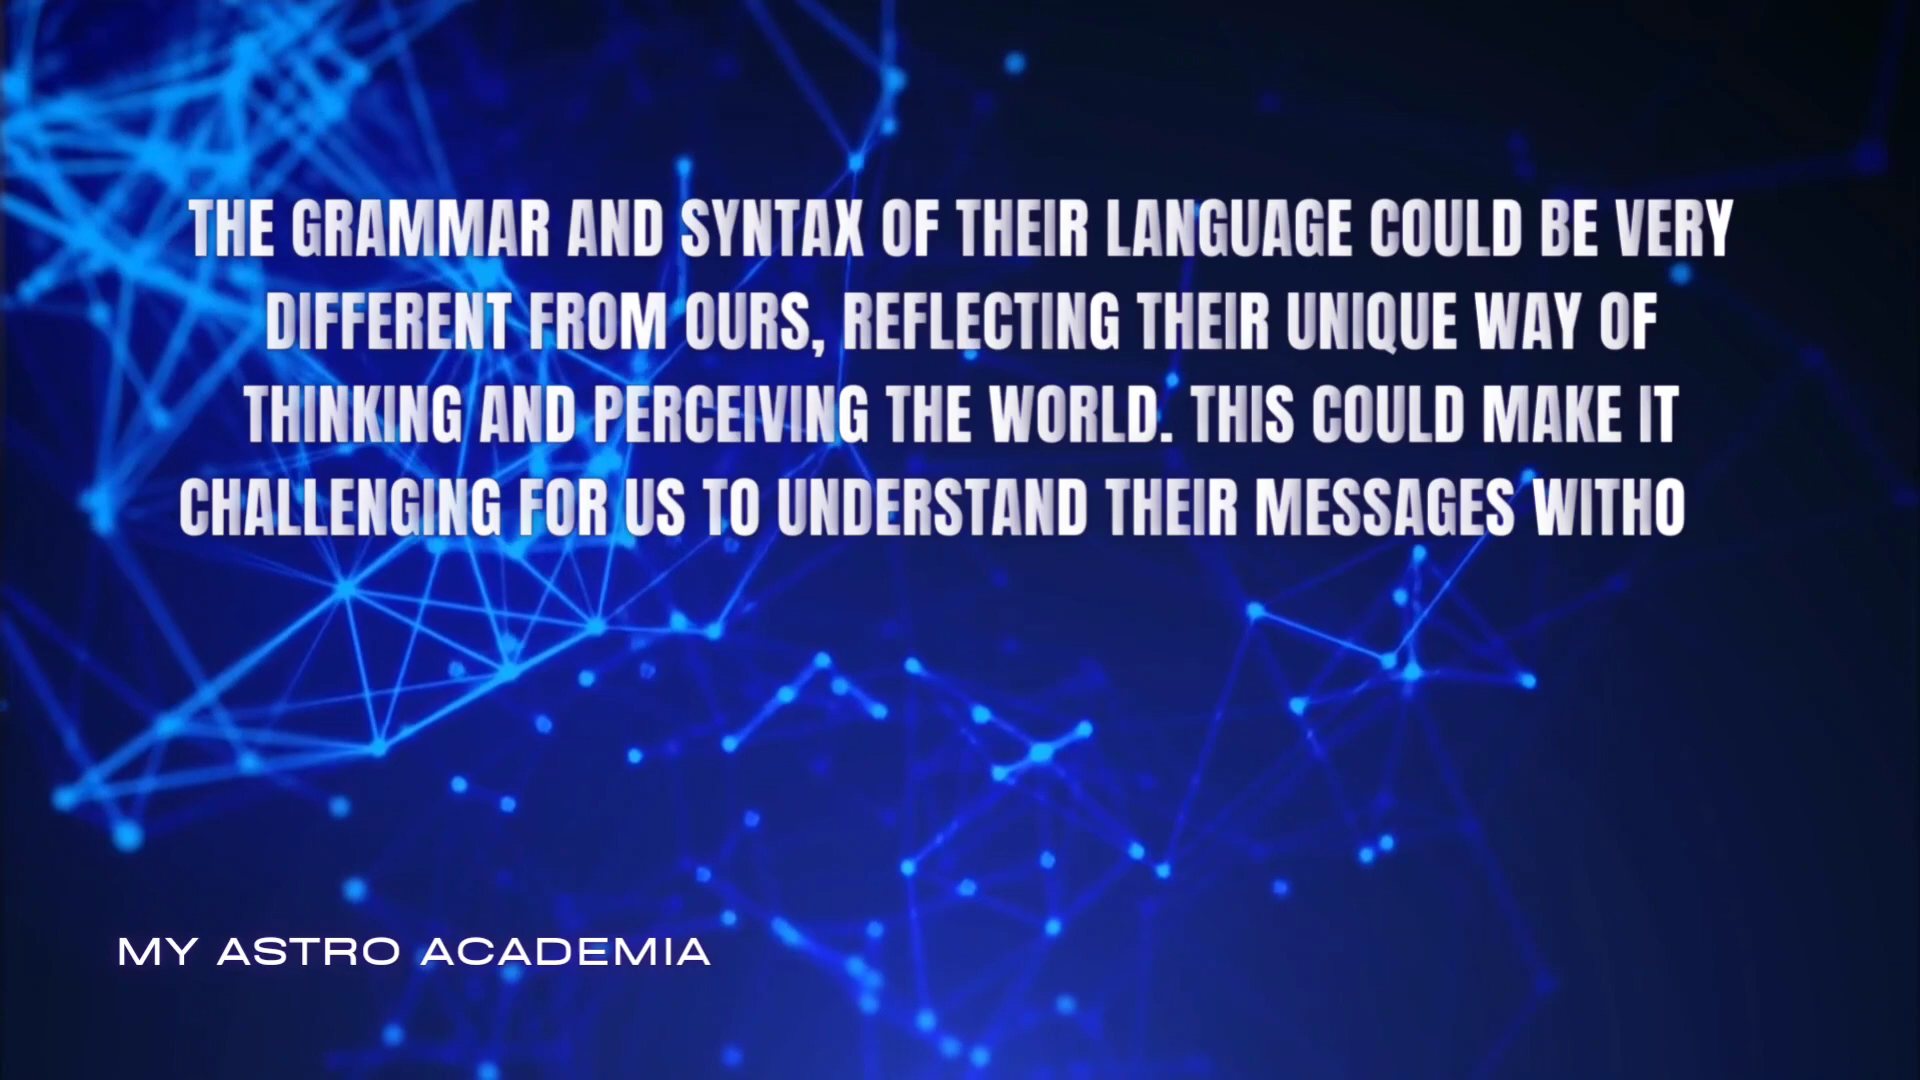 THE GRAMMAR AND SYNTAX OF THEIR LANGUAGE COULD BE VERY
DIFFERENT FROM OURS, REFLECTING THEIR UNIQUE WAY OF
THINKING AND PERCEIVING THE WORLD. THIS COULD MAKE IT
CHALLENGING FOR US TO UNDERSTAND THEIR MESSAGES WITHO
MY ASTRO ACADEMIA